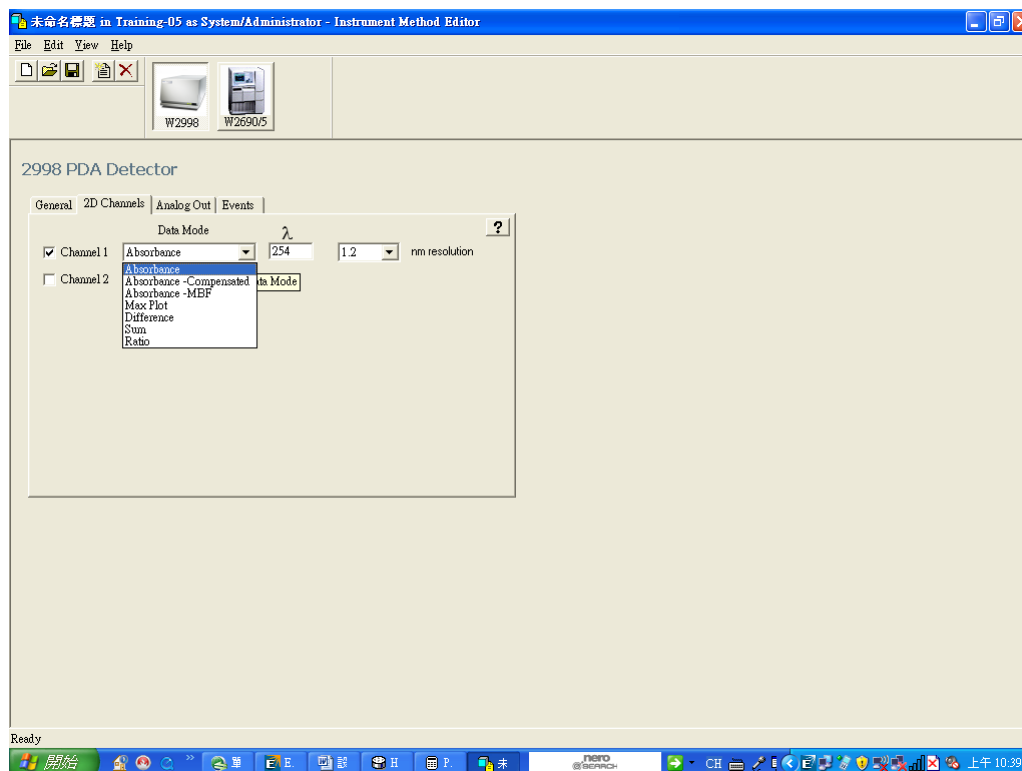 未命名標題 in Training-05 as System/Administrator - Instrument Method Editor
File Edit View Help
W2998 W2690/5
2998 PDA Detector
General 2D Channels Analog Out Events
?
Data Mode λ
Channel 1 Absorbance 254 1.2 nm resolution
Absorbance
Channel 2 Absorbance -Compensated ata Mode
Absorbance -MBF
Max Plot
Difference
Sum
Ratio
Ready
開始 E. H P. 未 nero SEARCH CH 上午 10:39